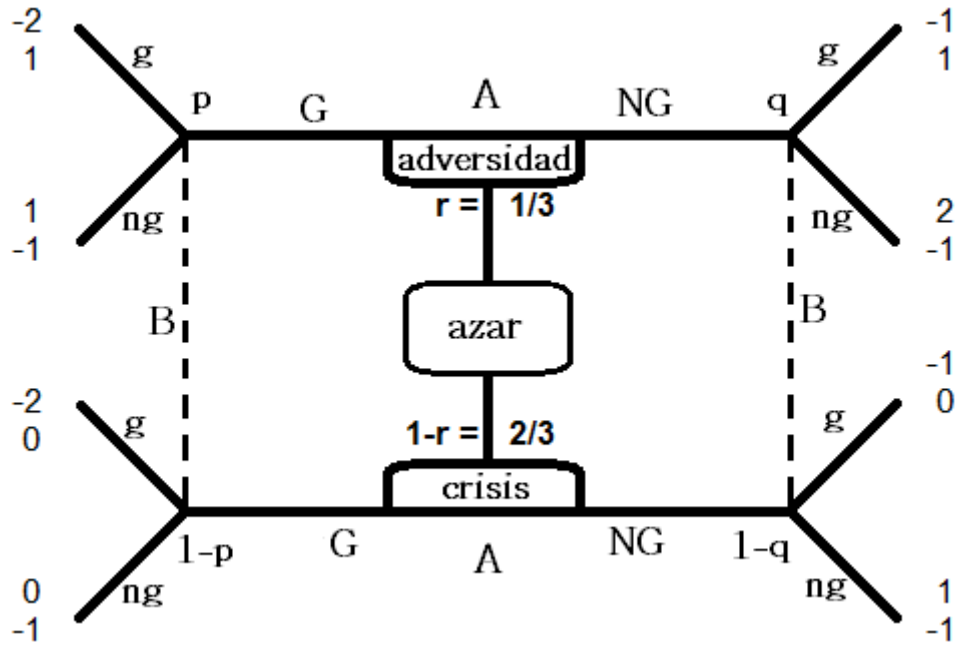 -2 -1
1 g g 1
p G A NG q
adversidad
r = 1/3
1 ng ng 2
-1 -1
B azar B
-2 -1
0 g g 0
1-r = 2/3
crisis
1-p G A NG 1-q
0 ng ng 1
-1 -1